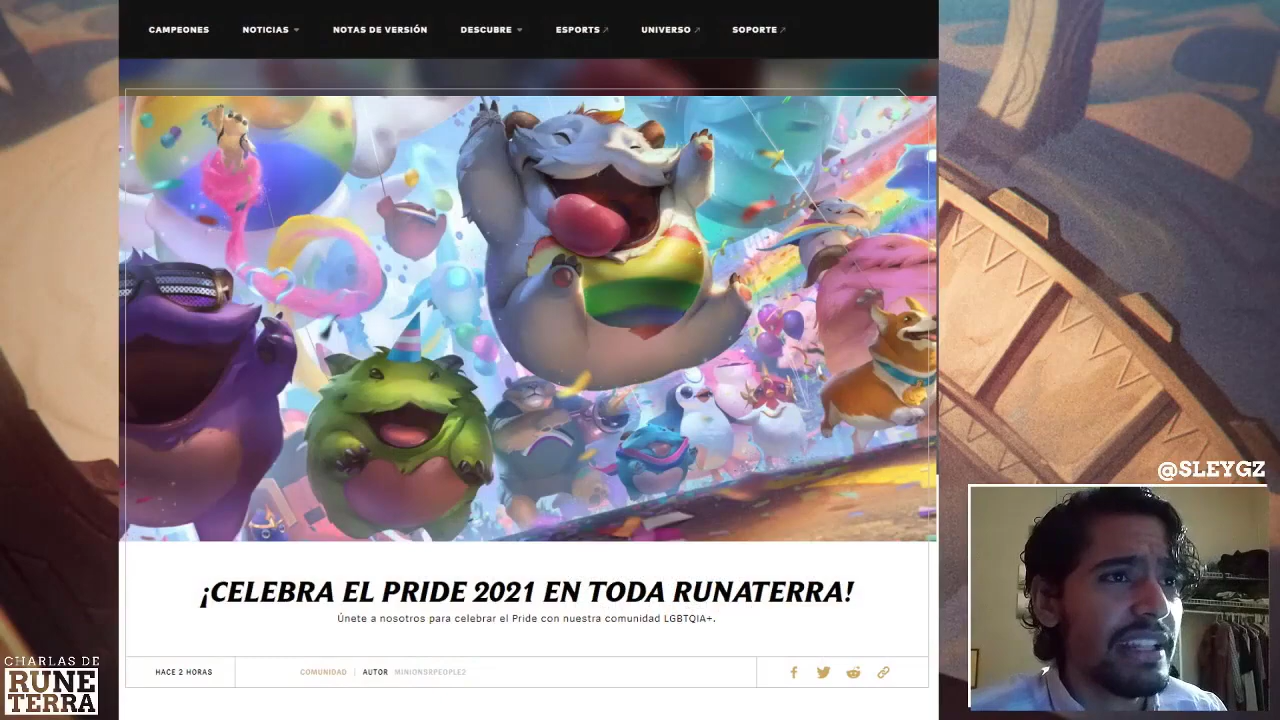 CAMPEONES NOTICIAS NOTAS DE VERSIÓN DESCUBRE ESPORTS UNIVERSO SOPORTE
¡CELEBRA EL PRIDE 2021 EN TODA RUNATERRA!
Únete a nosotros para celebrar el Pride con nuestra comunidad LGBTQIA+.
HACE 2 HORAS COMUNIDAD | AUTOR MINIONSRPEOPLE2
@SLEYGZ
CHARLAS DE
RUNE
TERRA